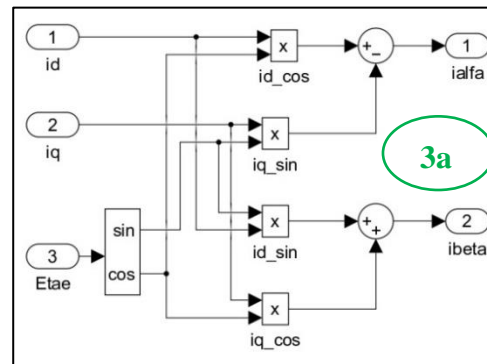 1
id
x
id_cos
+
−
1
ialfa
2
iq
x
iq_sin
3a
3
Etae
sin
cos
x
id_sin
+
+
2
ibeta
x
iq_cos